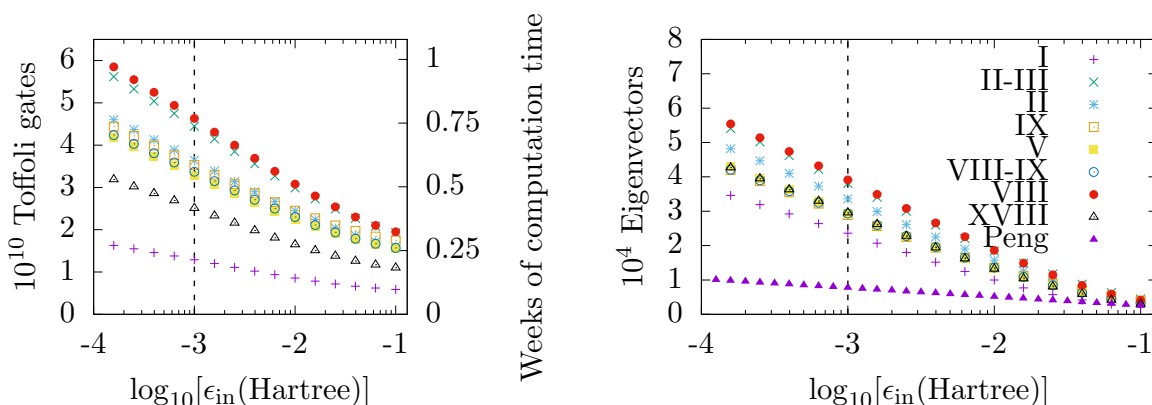 10^10 Toffoli gates
6
5
4
3
2
1
0
1
0.75
0.5
0.25
0
Weeks of computation time
-4 -3 -2 -1
log10[ϵin(Hartree)]
10^4 Eigenvectors
8
7
6
5
4
3
2
1
0
I
II-III
II
IX
V
VIII-IX
VIII
XVIII
Peng
-4 -3 -2 -1
log10[ϵin(Hartree)]